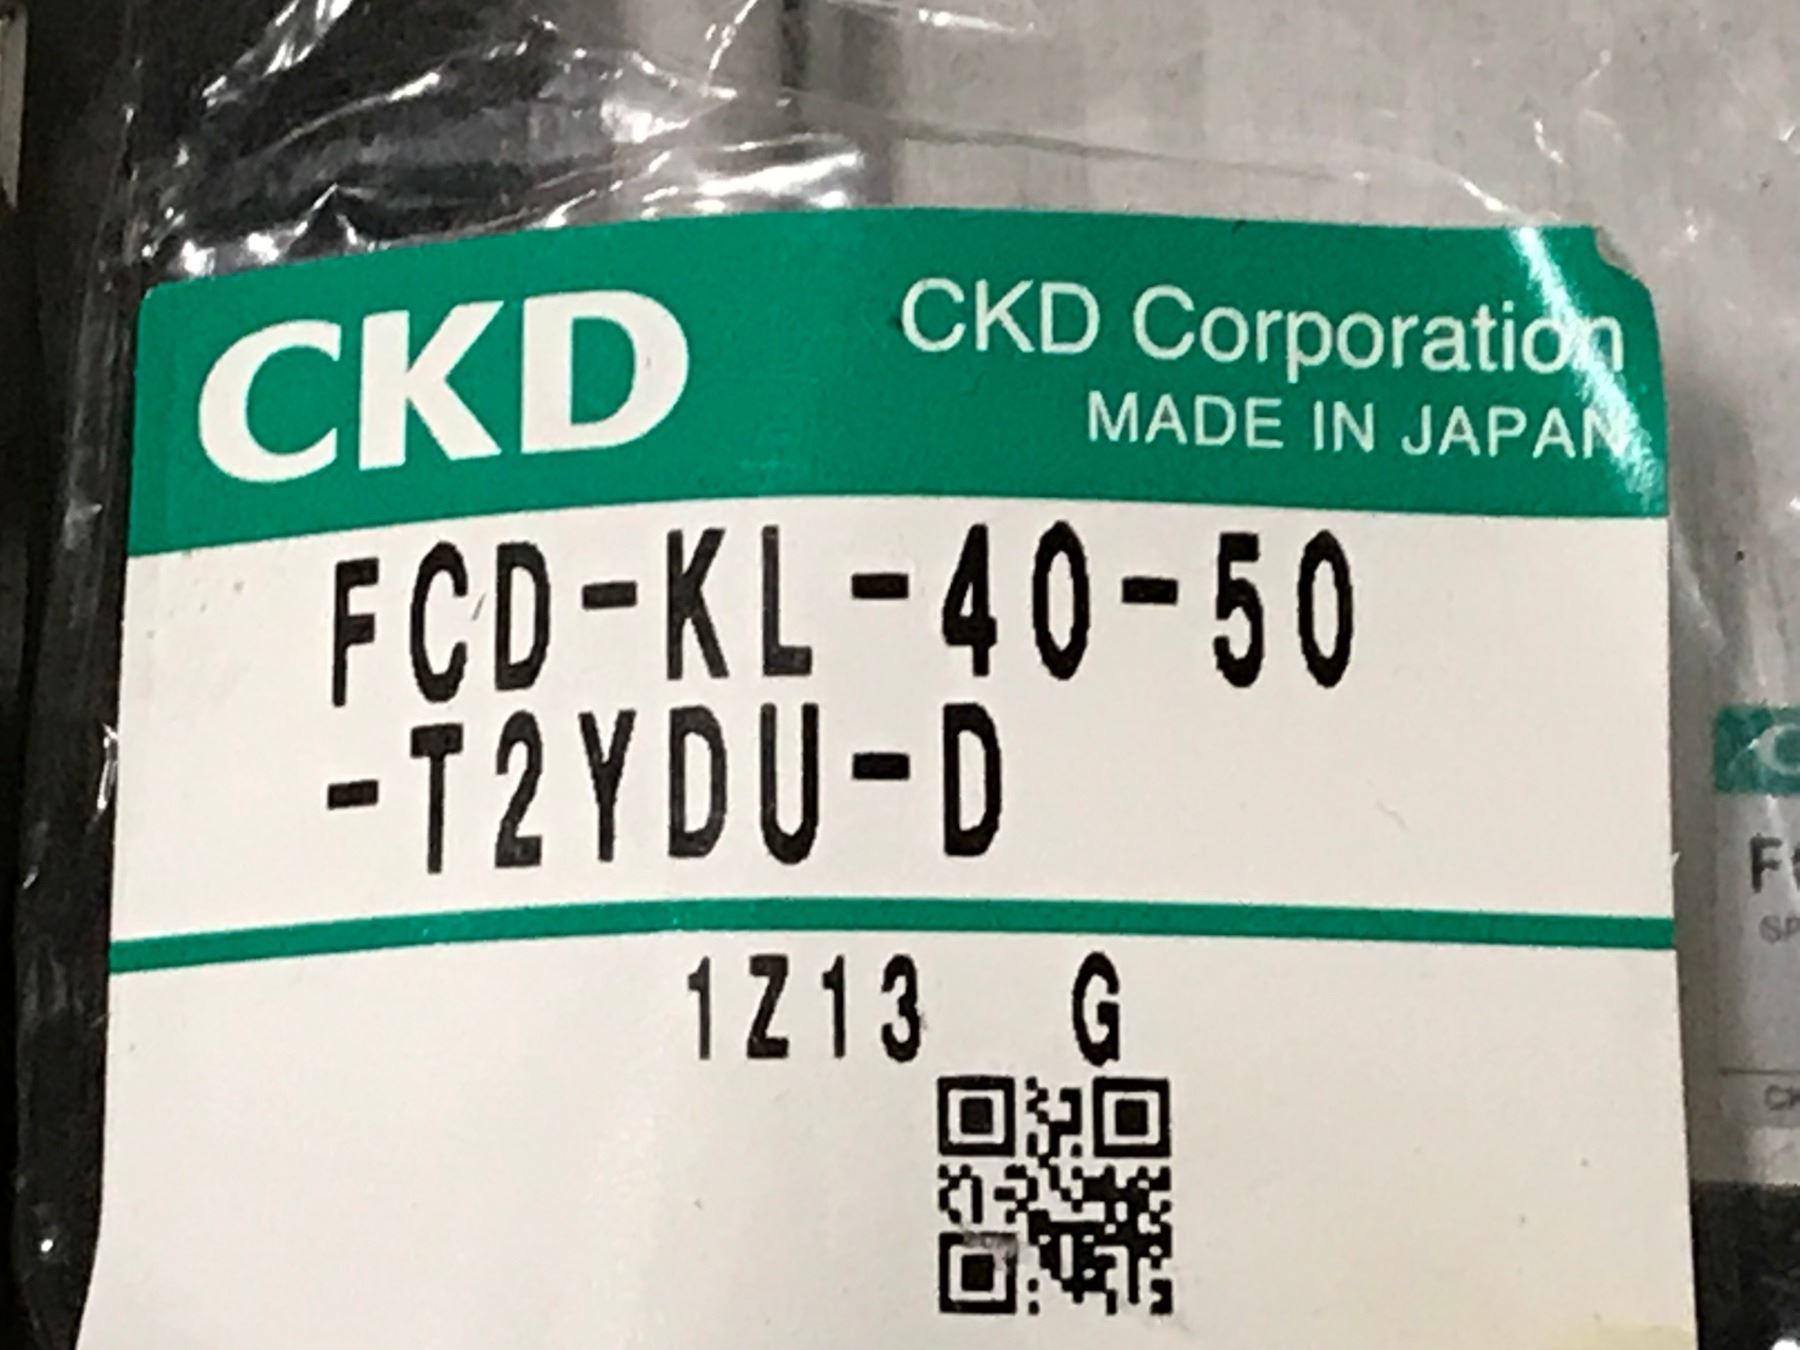 CKD
CKD Corporation
MADE IN JAPAN
FCD-KL-40-50
-T2YDU-D
1Z13 G